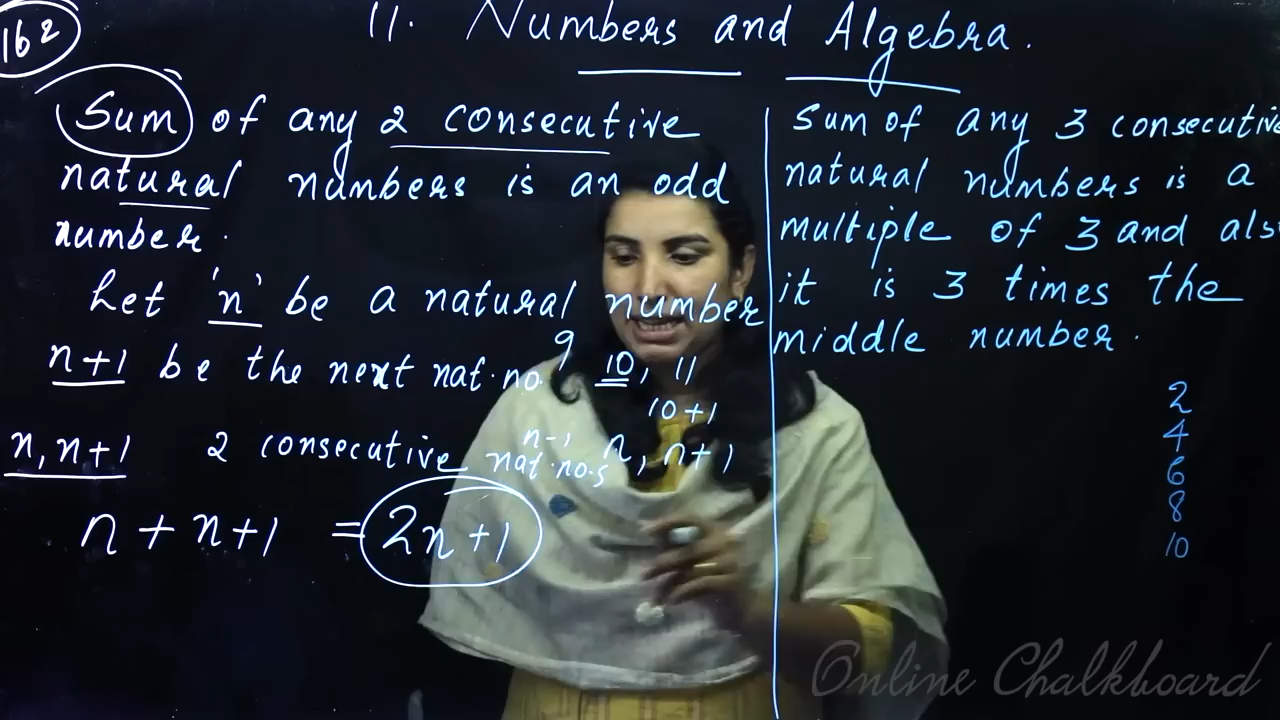 162
11. Numbers and Algebra.
Sum of any 2 consecutive
natural numbers is an odd
number.
Let 'n' be a natural number
n+1 be the next nat. no.
9 10, 11
10+1
n, n+1 2 consecutive nat. no.s
n-1 n, n+1
n + n+1 = 2n+1
Sum of any 3 consecutive
natural numbers is a
multiple of 3 and als
it is 3 times the
middle number.
2
4
6
8
10
Online Chalkboard